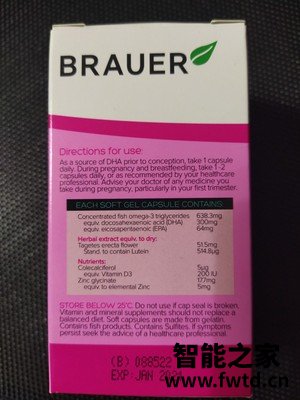 BRAUER
Directions for use:
As a source of DHA prior to conception, take 1 capsule
daily. During pregnancy and breastfeeding, take 1 -2
capsules daily, or as recommended by your healthcare
professional. Advise your doctor of any medicine you
take during pregnancy, particularly in your first trimester.
EACH SOFT GEL CAPSULE CONTAINS:
Concentrated fish omega-3 triglycerides 638.3mg
equiv. docosahexaenoic acid (DHA) 300mg
equiv. eicosapentaenoic (EPA) 64mg
Herbal extract equiv. to dry:
Tagetes erecta flower 51.5mg
Stand. to contain Lutein 514.8µg
Nutrients:
Colecalciferol 5µg
equiv. Vitamin D3 200 IU
Zinc glycinate 17.7mg
equiv. to elemental Zinc 5mg
STORE BELOW 25°C. Do not use if cap seal is broken.
Vitamin and mineral supplements should not replace a
balanced diet. Soft capsules are made from gelatin.
Contains fish products. Contains Sulfites. If symptoms
persist seek the advice of a healthcare professional.
(B) 088522
EXP: JAN 202
智能之家
www.fwtd.cn